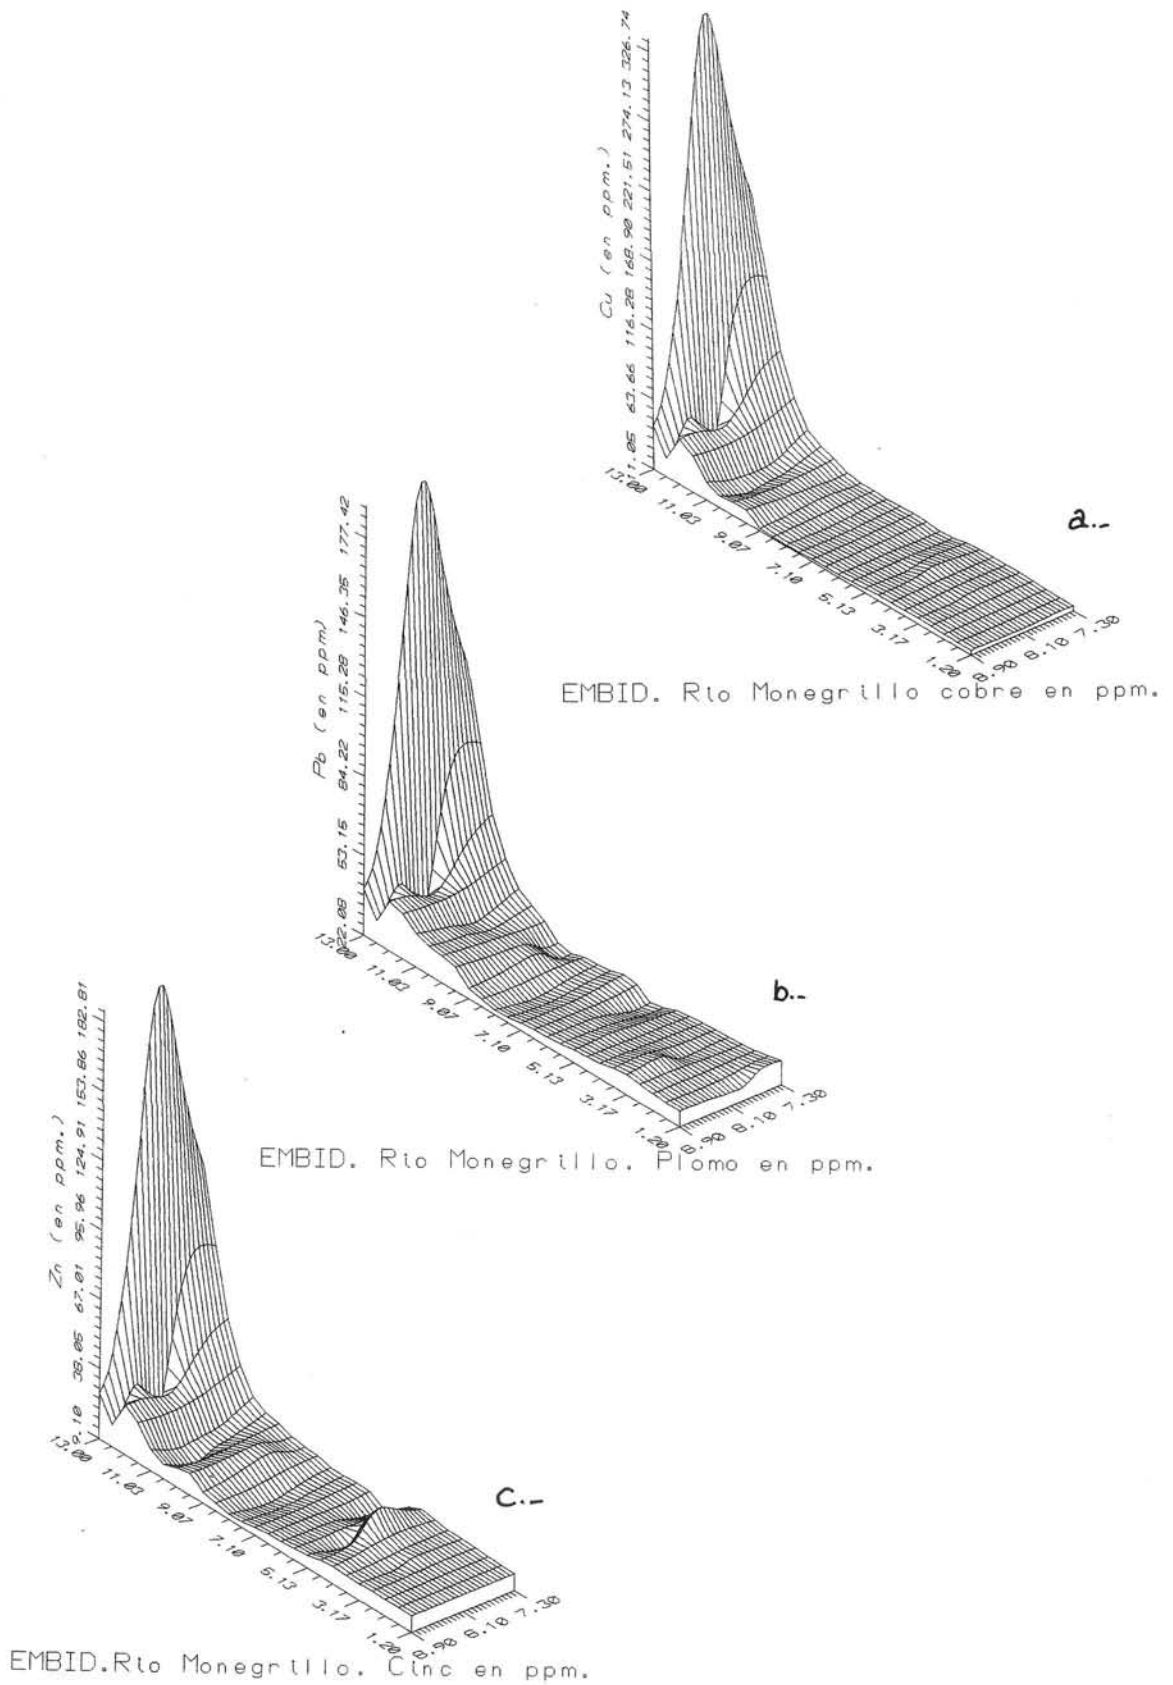 Cu (en ppm.)
11.05 63.66 116.28 168.90 221.51 274.13 326.74
13.00 11.03 9.07 7.10 5.13 3.17 1.20
8.90 8.10 7.30
a.-
EMBID. Rio Monegrillo cobre en ppm.
Pb (en ppm)
22.08 53.15 84.22 115.28 146.35 177.42
13.00 11.03 9.07 7.10 5.13 3.17 1.20
8.90 8.10 7.30
b.-
EMBID. Rio Monegrillo. Plomo en ppm.
Zn (en ppm.)
9.10 38.05 67.01 95.96 124.91 153.86 182.81
13.00 11.03 9.07 7.10 5.13 3.17 1.20
8.90 8.10 7.30
c.-
EMBID.Rio Monegrillo. Cinc en ppm.